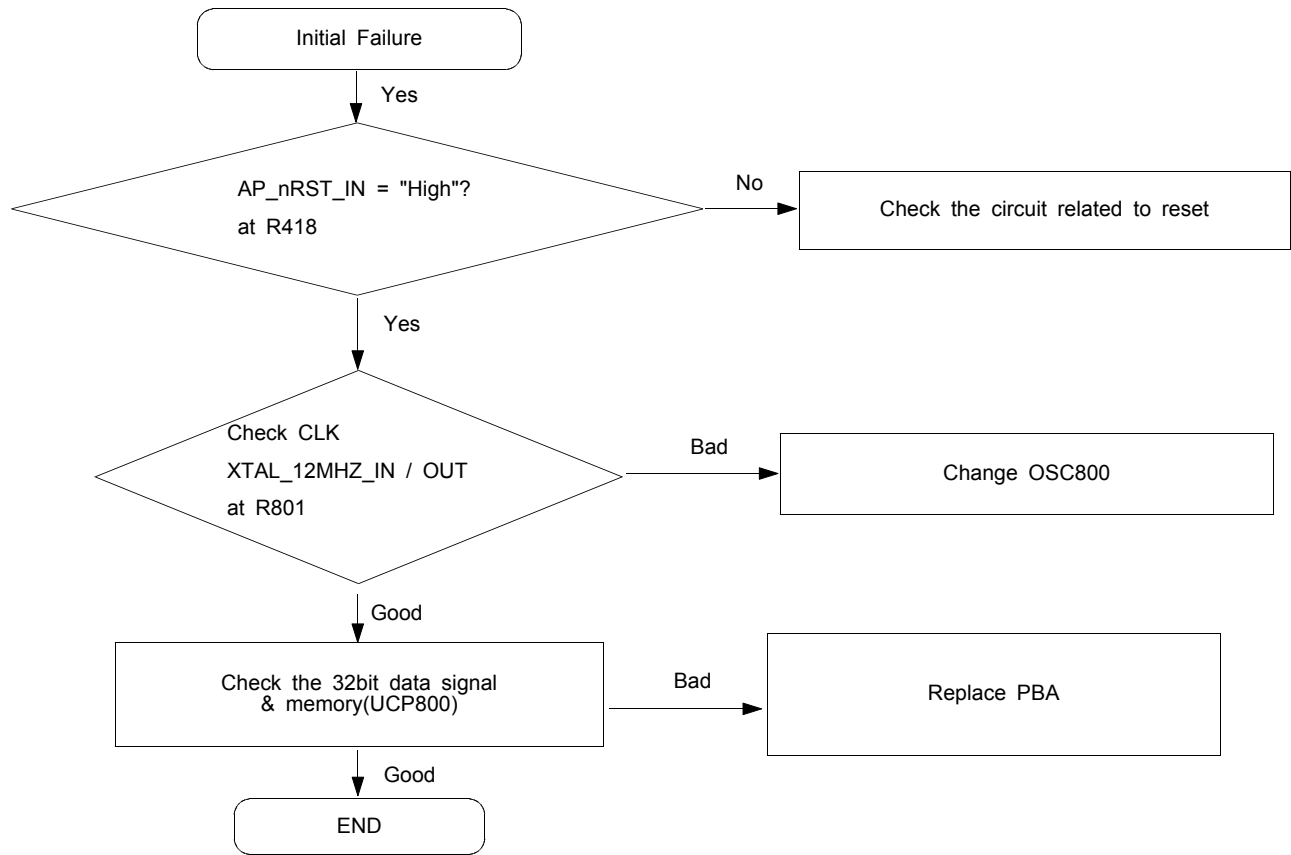 Initial Failure
Yes
AP_nRST_IN = "High"?
at R418
No
Check the circuit related to reset
Yes
Check CLK
XTAL_12MHZ_IN / OUT
at R801
Bad
Change OSC800
Good
Check the 32bit data signal
& memory(UCP800)
Bad
Replace PBA
Good
END